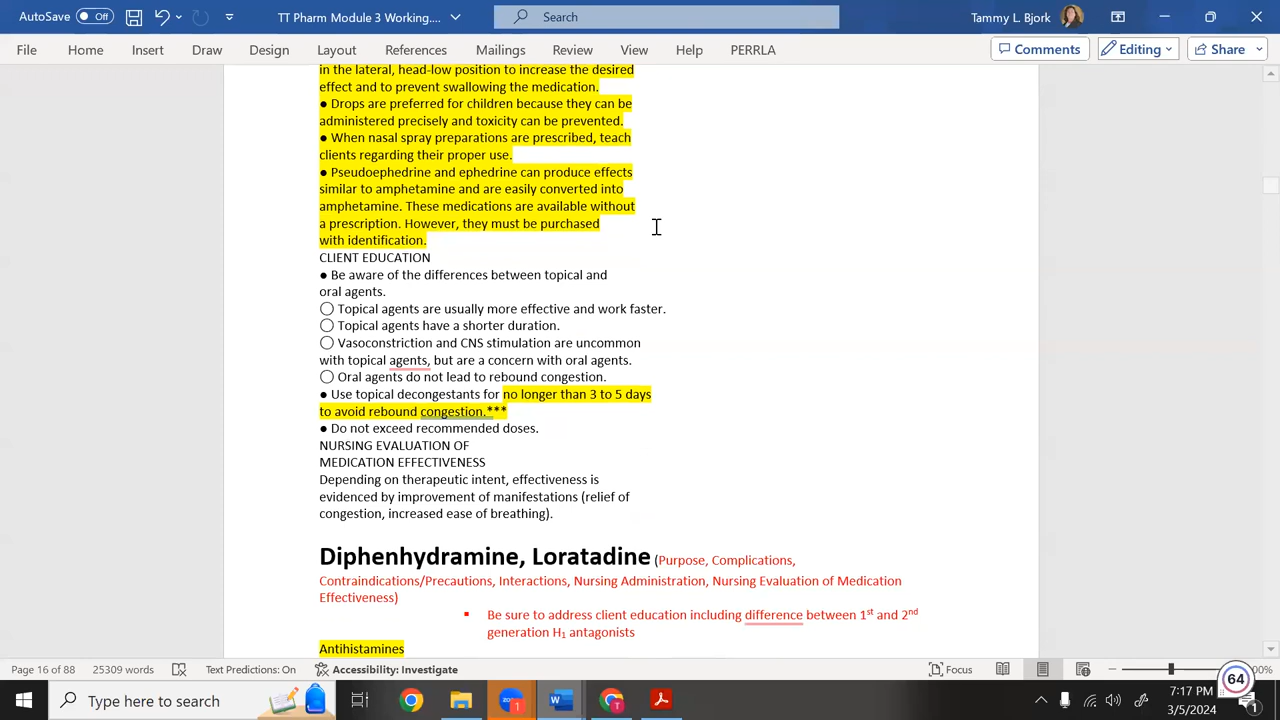 AutoSave Off TT Pharm Module 3 Working.... Search Tammy L. Bjork
File Home Insert Draw Design Layout References Mailings Review View Help PERRLA Comments Editing Share
in the lateral, head-low position to increase the desired
effect and to prevent swallowing the medication.
● Drops are preferred for children because they can be
administered precisely and toxicity can be prevented.
● When nasal spray preparations are prescribed, teach
clients regarding their proper use.
● Pseudoephedrine and ephedrine can produce effects
similar to amphetamine and are easily converted into
amphetamine. These medications are available without
a prescription. However, they must be purchased
with identification.
CLIENT EDUCATION
● Be aware of the differences between topical and
oral agents.
◯ Topical agents are usually more effective and work faster.
◯ Topical agents have a shorter duration.
◯ Vasoconstriction and CNS stimulation are uncommon
with topical agents, but are a concern with oral agents.
◯ Oral agents do not lead to rebound congestion.
● Use topical decongestants for no longer than 3 to 5 days
to avoid rebound congestion.***
● Do not exceed recommended doses.
NURSING EVALUATION OF
MEDICATION EFFECTIVENESS
Depending on therapeutic intent, effectiveness is
evidenced by improvement of manifestations (relief of
congestion, increased ease of breathing).
Diphenhydramine, Loratadine (Purpose, Complications,
Contraindications/Precautions, Interactions, Nursing Administration, Nursing Evaluation of Medication
Effectiveness)
▪ Be sure to address client education including difference between 1st and 2nd
generation H1 antagonists
Antihistamines
Page 16 of 88 25309 words Text Predictions: On Accessibility: Investigate Focus 00%
64
Type here to search 7:17 PM
3/5/2024